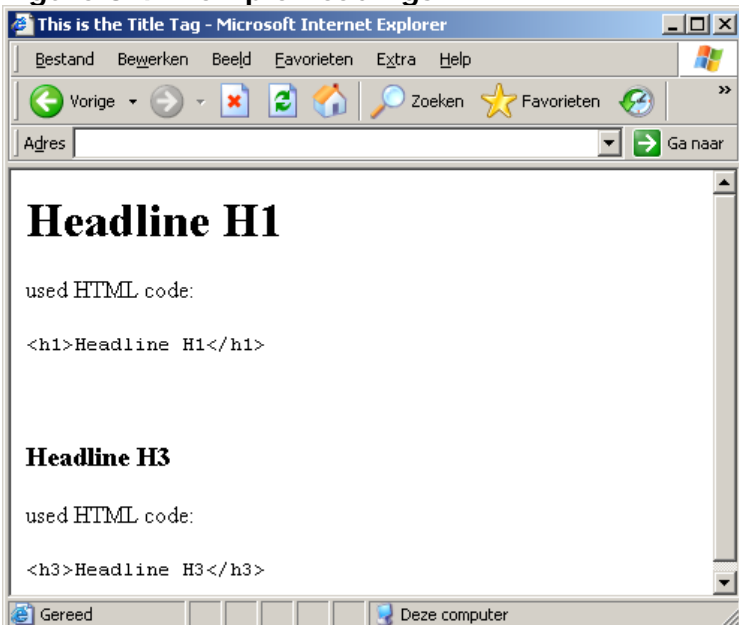 This is the Title Tag - Microsoft Internet Explorer
Bestand Bewerken Beeld Favorieten Extra Help
Vorige Zoeken Favorieten »
Adres Ga naar
Headline H1
used HTML code:
<h1>Headline H1</h1>
Headline H3
used HTML code:
<h3>Headline H3</h3>
Gereed Deze computer